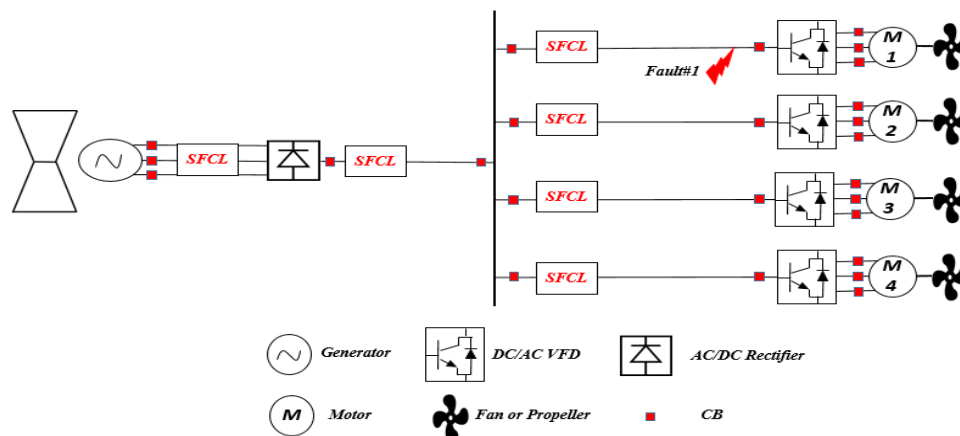 SFCL
Fault#1
M
1
SFCL
M
2
SFCL
SFCL
SFCL
M
3
SFCL
M
4
Generator
DC/AC VFD
AC/DC Rectifier
M
Motor
Fan or Propeller
CB